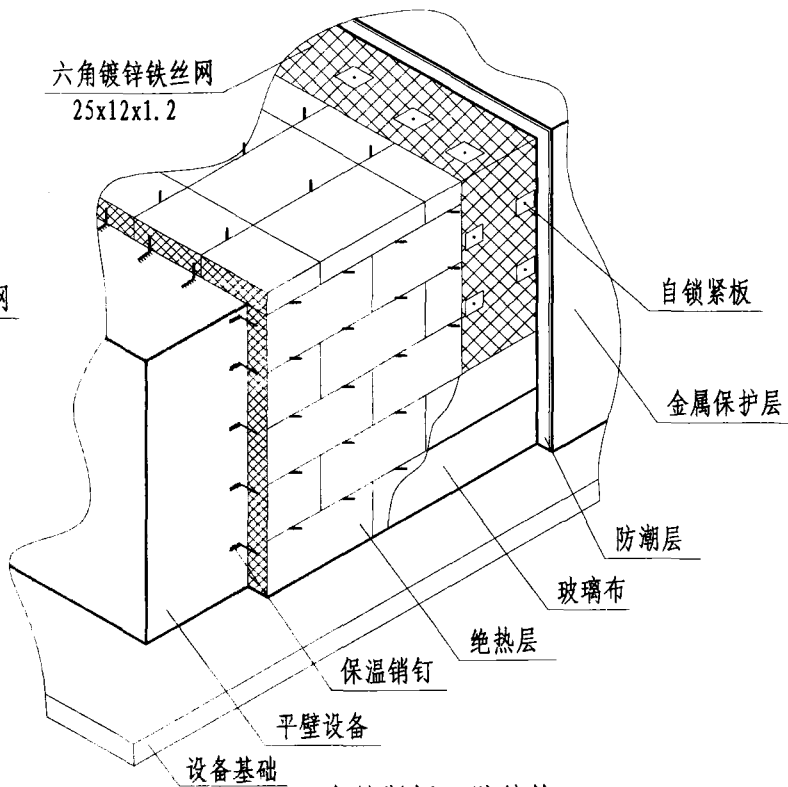 六角镀锌铁丝网
25x12x1.2
网
自锁紧板
金属保护层
防潮层
玻璃布
绝热层
保温销钉
平壁设备
设备基础